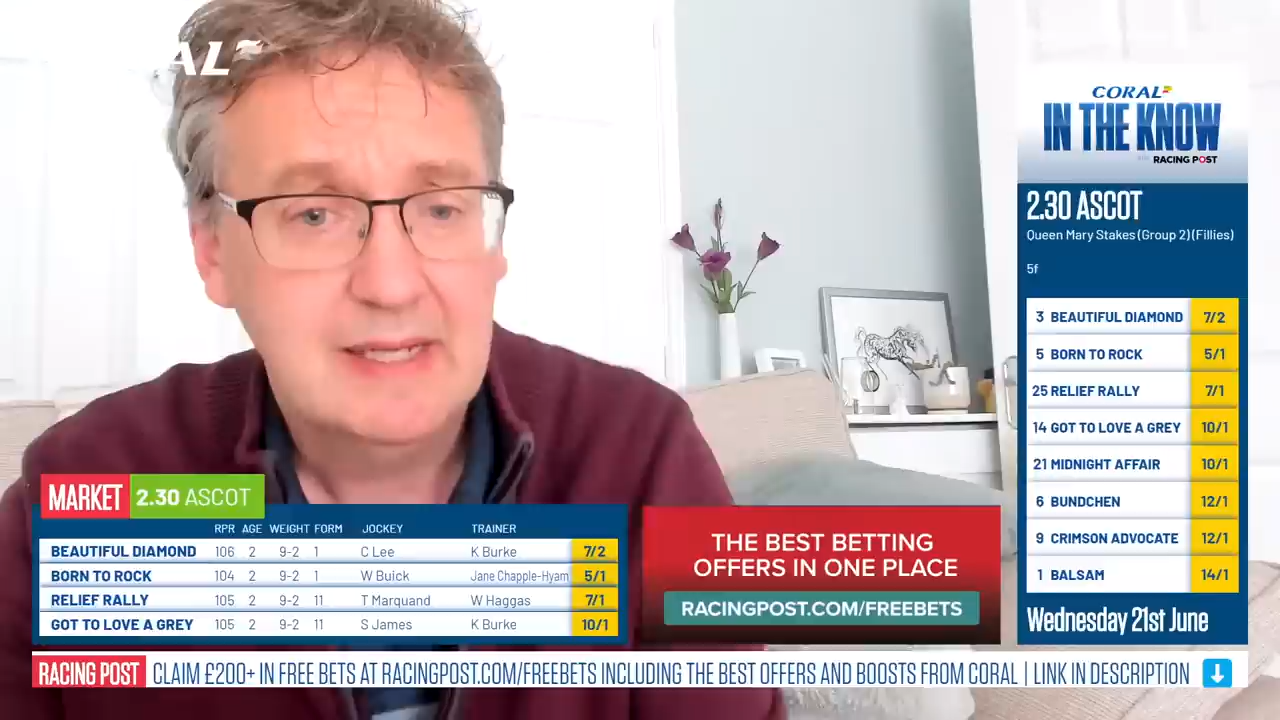 AL
CORAL
IN THE KNOW
RACING POST
2.30 ASCOT
Queen Mary Stakes (Group 2) (Fillies)
5f
3 BEAUTIFUL DIAMOND 7/2
5 BORN TO ROCK 5/1
25 RELIEF RALLY 7/1
14 GOT TO LOVE A GREY 10/1
21 MIDNIGHT AFFAIR 10/1
6 BUNDCHEN 12/1
9 CRIMSON ADVOCATE 12/1
1 BALSAM 14/1
Wednesday 21st June
MARKET 2.30 ASCOT
RPR AGE WEIGHT FORM JOCKEY TRAINER
BEAUTIFUL DIAMOND 106 2 9-2 1 C Lee K Burke 7/2
BORN TO ROCK 104 2 9-2 1 W Buick Jane Chapple-Hyam 5/1
RELIEF RALLY 105 2 9-2 11 T Marquand W Haggas 7/1
GOT TO LOVE A GREY 105 2 9-2 11 S James K Burke 10/1
THE BEST BETTING
OFFERS IN ONE PLACE
RACINGPOST.COM/FREEBETS
RACING POST CLAIM £200+ IN FREE BETS AT RACINGPOST.COM/FREEBETS INCLUDING THE BEST OFFERS AND BOOSTS FROM CORAL | LINK IN DESCRIPTION